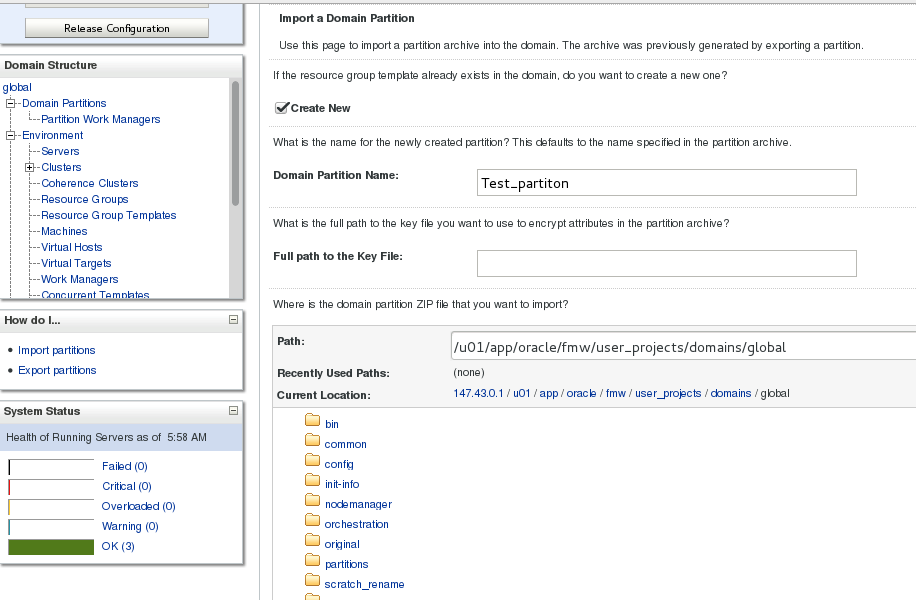 Release Configuration
Domain Structure
global
Domain Partitions
Partition Work Managers
Environment
Servers
Clusters
Coherence Clusters
Resource Groups
Resource Group Templates
Machines
Virtual Hosts
Virtual Targets
Work Managers
Concurrent Templates
How do I...
Import partitions
Export partitions
System Status
Health of Running Servers as of 5:58 AM
Failed (0)
Critical (0)
Overloaded (0)
Warning (0)
OK (3)
Import a Domain Partition
Use this page to import a partition archive into the domain. The archive was previously generated by exporting a partition.
If the resource group template already exists in the domain, do you want to create a new one?
Create New
What is the name for the newly created partition? This defaults to the name specified in the partition archive.
Domain Partition Name: Test_partiton
What is the full path to the key file you want to use to encrypt attributes in the partition archive?
Full path to the Key File:
Where is the domain partition ZIP file that you want to import?
Path: /u01/app/oracle/fmw/user_projects/domains/global
Recently Used Paths: (none)
Current Location: 147.43.0.1 / u01 / app / oracle / fmw / user_projects / domains / global
bin
common
config
init-info
nodemanager
orchestration
original
partitions
scratch_rename